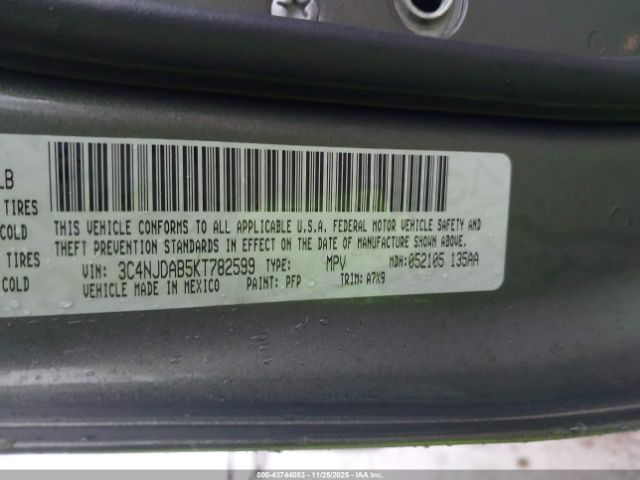 LB
TIRES
COLD
TIRES
COLD
THIS VEHICLE CONFORMS TO ALL APPLICABLE U.S.A. FEDERAL MOTOR VEHICLE SAFETY AND
THEFT PREVENTION STANDARDS IN EFFECT ON THE DATE OF MANUFACTURE SHOWN ABOVE.
VIN: 3C4NJDAB5KT782599 TYPE: MPV MDH: 052105 135AA
VEHICLE MADE IN MEXICO PAINT: PFP TRIM: A7X9
000-43744053 — 11/25/2025 — IAA Inc.